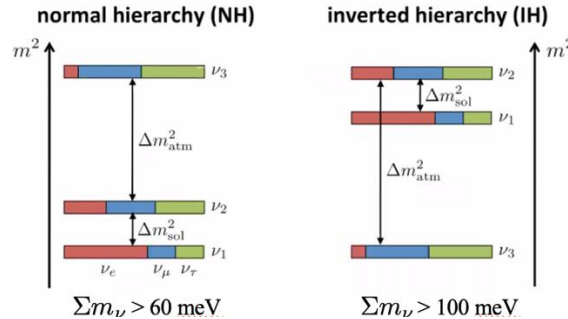 normal hierarchy (NH)
m²
ν₃
Δm²atm
ν₂
Δm²sol
ν₁
νₑ νμ ντ
Σmν > 60 meV
inverted hierarchy (IH)
m²
ν₂
Δm²sol
ν₁
Δm²atm
ν₃
Σmν > 100 meV